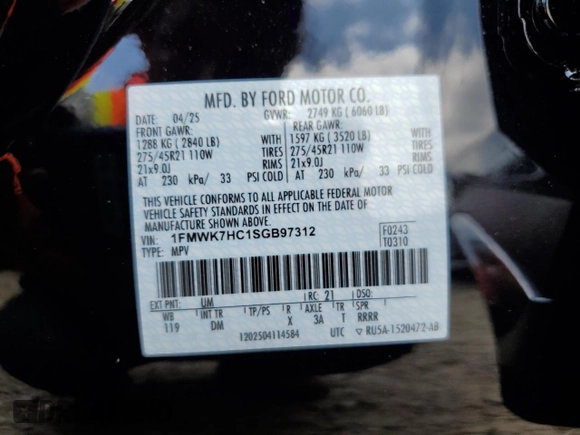 MFD. BY FORD MOTOR CO.
DATE: 04/25 GVWR: 2749 KG ( 6060 LB)
FRONT GAWR: REAR GAWR:
1288 KG ( 2840 LB) WITH 1597 KG ( 3520 LB) WITH
275/45R21 110W TIRES 275/45R21 110W TIRES
21x9.0J RIMS 21x9.0J RIMS
AT 230 kPa/ 33 PSI COLD AT 230 kPa/ 33 PSI COLD
THIS VEHICLE CONFORMS TO ALL APPLICABLE FEDERAL MOTOR
VEHICLE SAFETY STANDARDS IN EFFECT ON THE DATE OF
MANUFACTURE SHOWN ABOVE.
VIN: 1FMWK7HC1SGB97312 F0243
TYPE: MPV T0310
EXT PNT: UM RC: 21 DSO:
WB INT TR TP/PS R AXLE TR SPR
119 DM X 3A T RRRR
1202504114584 UTC ▽ RU5A-1520472-AB